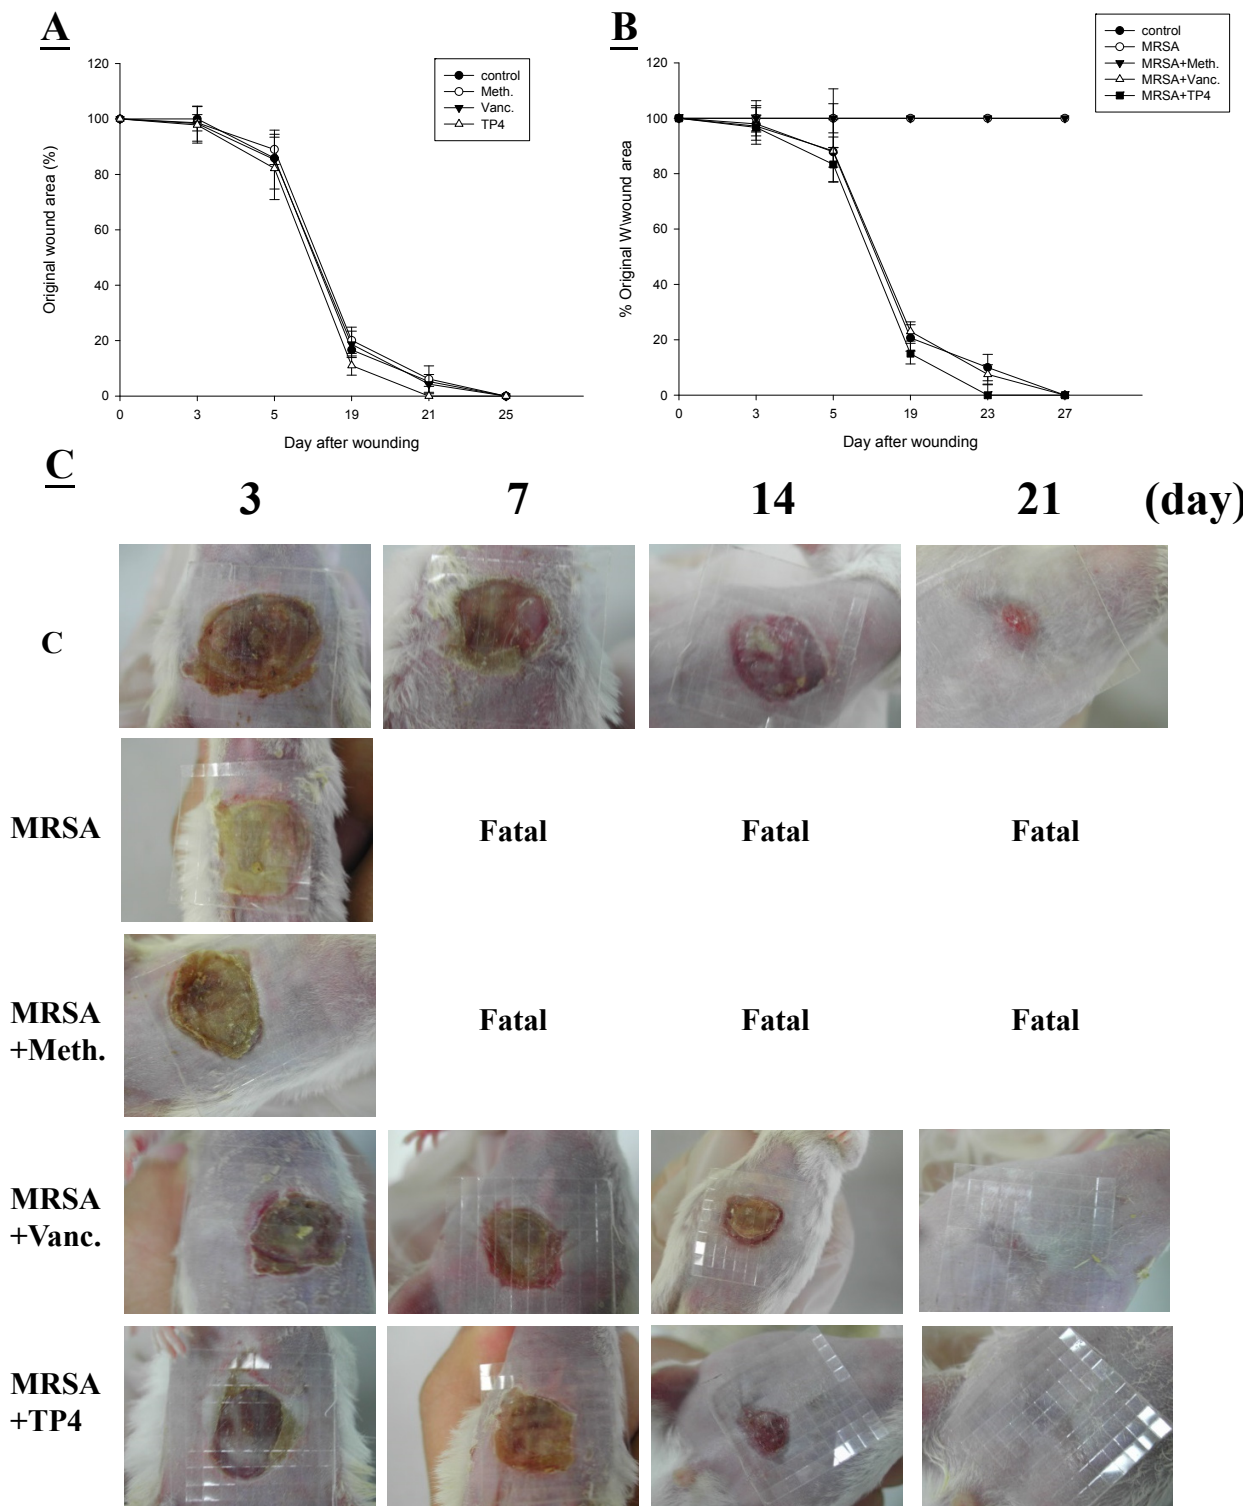 A
B
control
Meth.
Vanc.
TP4
120
100
80
60
40
20
0
Original wound area (%)
0 3 5 19 21 25
Day after wounding
control
MRSA
MRSA+Meth.
MRSA+Vanc.
MRSA+TP4
120
100
80
60
40
20
0
% Original W\wound area
0 3 5 19 23 27
Day after wounding
C
3 7 14 21 (day)
C
MRSA
Fatal Fatal Fatal
MRSA
+Meth.
Fatal Fatal Fatal
MRSA
+Vanc.
MRSA
+TP4